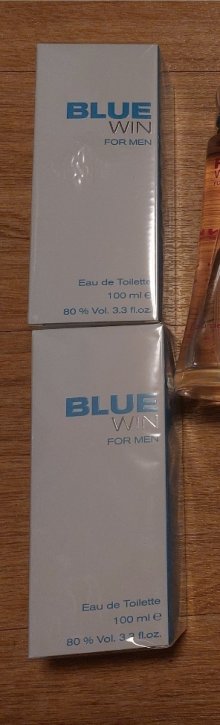 BLUE
WIN
FOR MEN
Eau de Toilette
100 ml e
80 % Vol. 3.3 fl.oz.
BLUE
WIN
FOR MEN
Eau de Toilette
100 ml e
80 % Vol. 3.3 fl.oz.